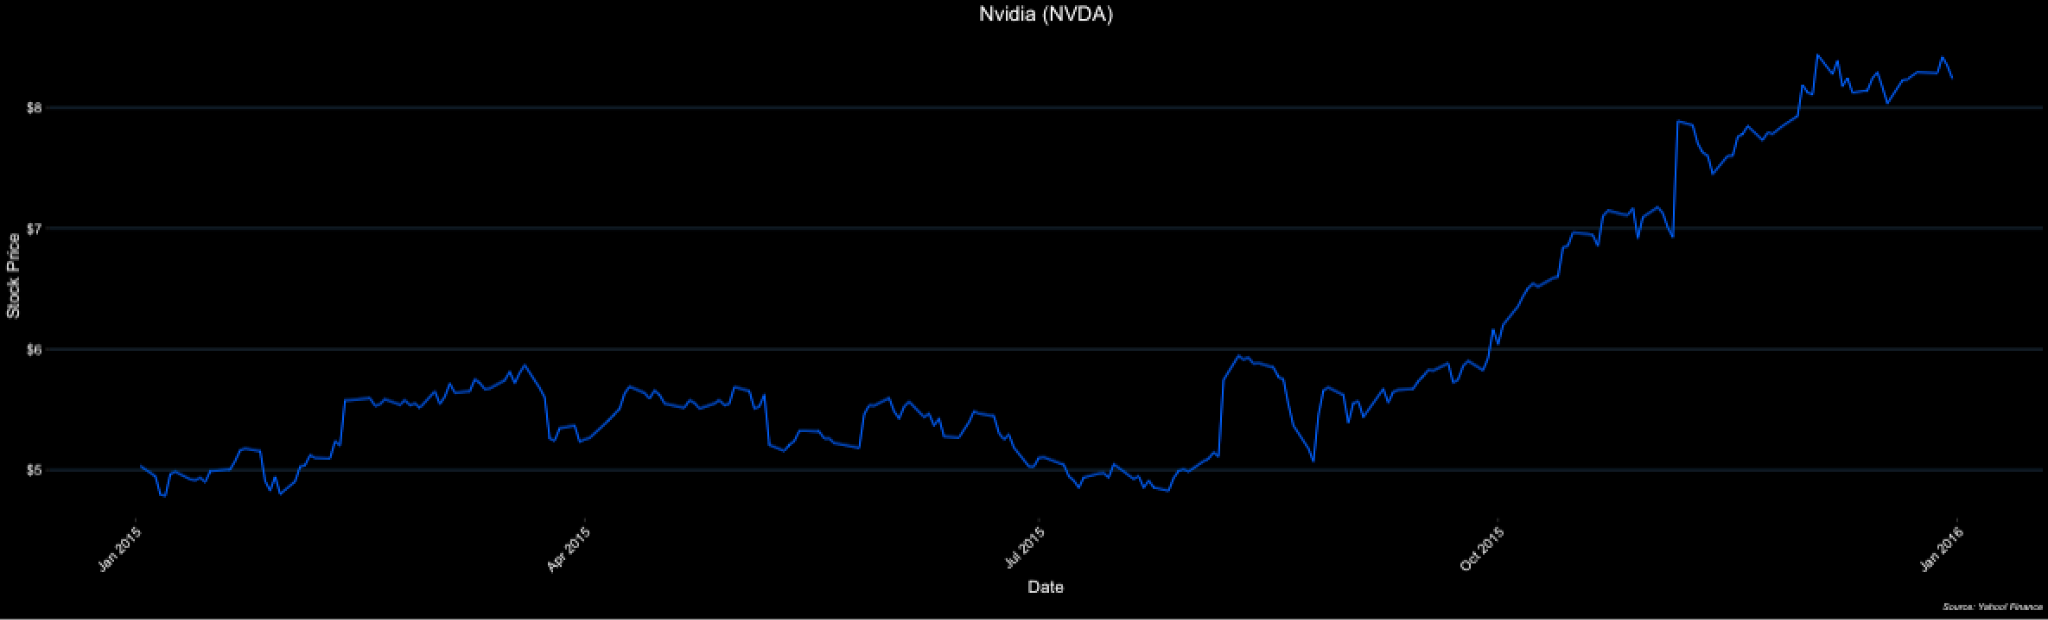 Nvidia (NVDA)
$8
$7
$6
$5
Stock Price
Jan 2015
Apr 2015
Jul 2015
Oct 2015
Jan 2016
Date
Source: Yahoo! Finance